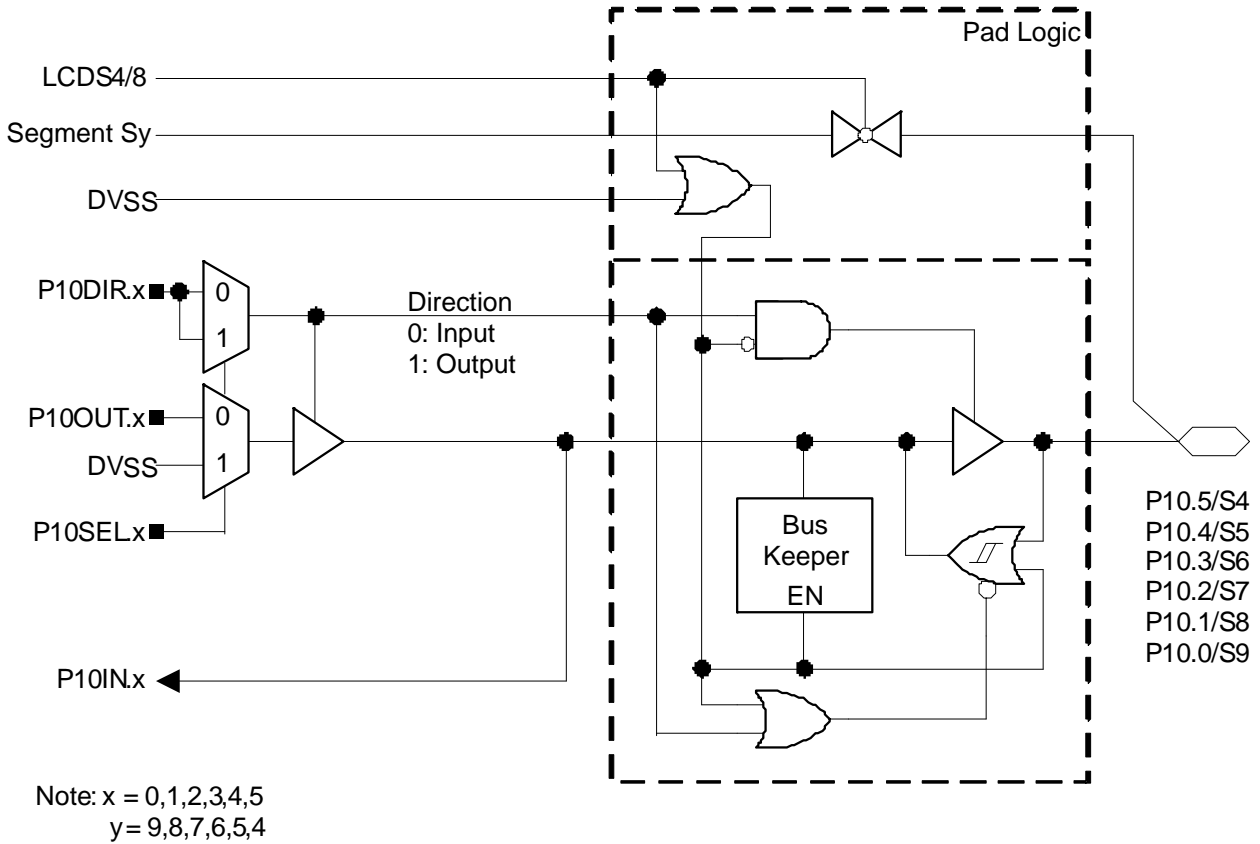 Pad Logic
LCDS4/8
Segment Sy
DVSS
P10DIR.x
0
1
Direction
0: Input
1: Output
P10OUT.x
0
DVSS
1
P10SEL.x
Bus
Keeper
EN
P10.5/S4
P10.4/S5
P10.3/S6
P10.2/S7
P10.1/S8
P10.0/S9
P10IN.x
Note: x = 0,1,2,3,4,5
y = 9,8,7,6,5,4